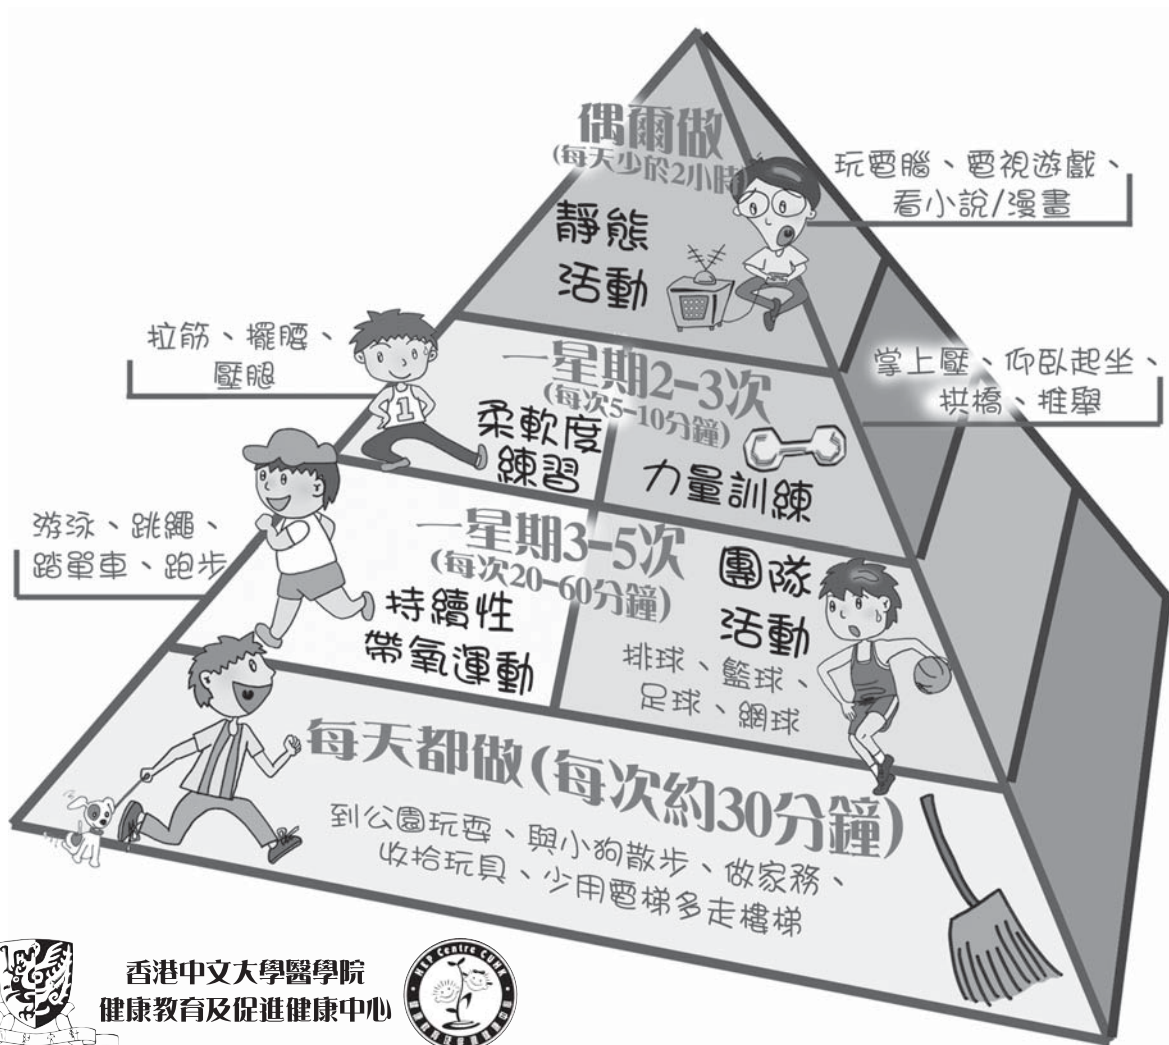 偶爾做
(每天少於2小時)
靜態
活動
玩電腦、電視遊戲、
看小說/漫畫
拉筋、擺腰、
壓腿
一星期2-3次
(每次5-10分鐘)
柔軟度
練習
力量訓練
掌上壓、仰臥起坐、
拱橋、推舉
游泳、跳繩、
踏單車、跑步
一星期3-5次
(每次20-60分鐘)
持續性
帶氧運動
團隊
活動
排球、籃球、
足球、網球
1
每天都做(每次約30分鐘)
到公園玩耍、與小狗散步、做家務、
收拾玩具、少用電梯多走樓梯
香港中文大學醫學院
健康教育及促進健康中心
Centre CUHK